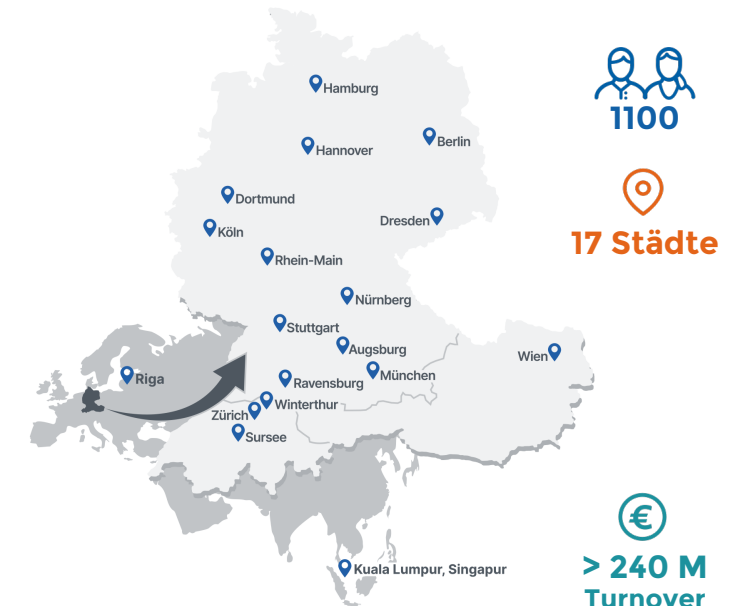 Hamburg
Hannover
Berlin
Dortmund
Dresden
Köln
Rhein-Main
Nürnberg
Stuttgart
Augsburg
Wien
München
Riga
Ravensburg
Winterthur
Zürich
Sursee
Kuala Lumpur, Singapur
1100
17 Städte
€
> 240 M
Turnover